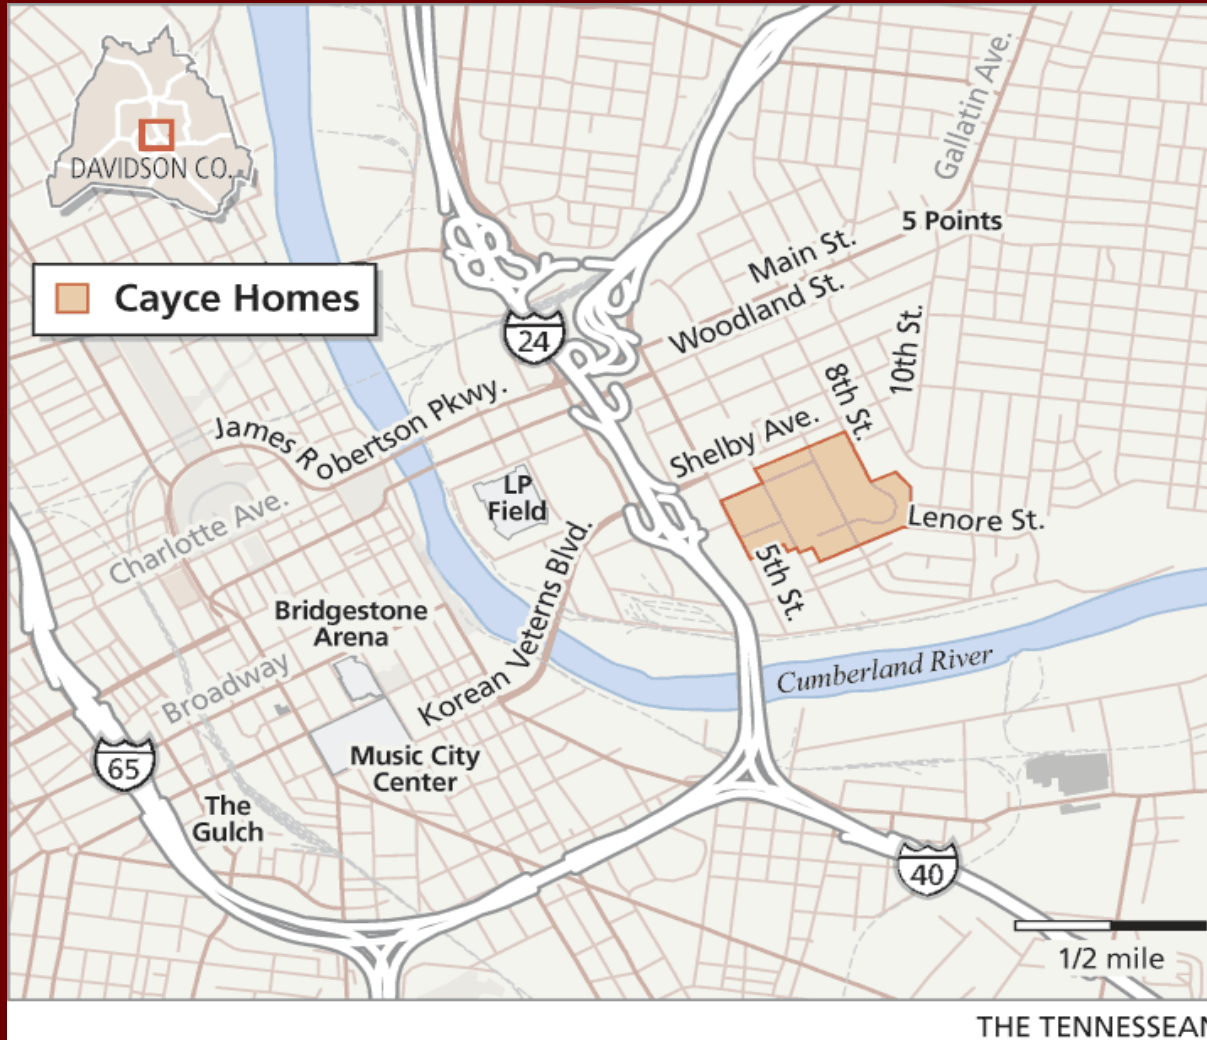 DAVIDSON CO.
Gallatin Ave.
5 Points
Cayce Homes
Main St.
Woodland St.
24
10th St.
8th St.
James Robertson Pkwy.
Shelby Ave.
LP
Field
Charlotte Ave.
Lenore St.
5th St.
Korean Veterns Blvd.
Bridgestone
Arena
Broadway
Cumberland River
Music City
Center
65
The
Gulch
40
1/2 mile
THE TENNESSEAN